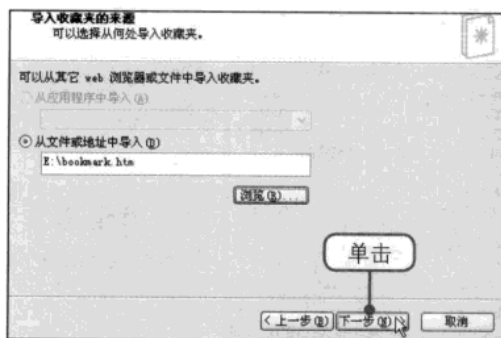 导入收藏夹的来源
可以选择从何处导入收藏夹。
可以从其它 web 浏览器或文件中导入收藏夹。
从应用程序中导入(A)
从文件或地址中导入(D)
E:\bookmark.htm
浏览(R)...
单击
<上一步(B) 下一步(N)> 取消